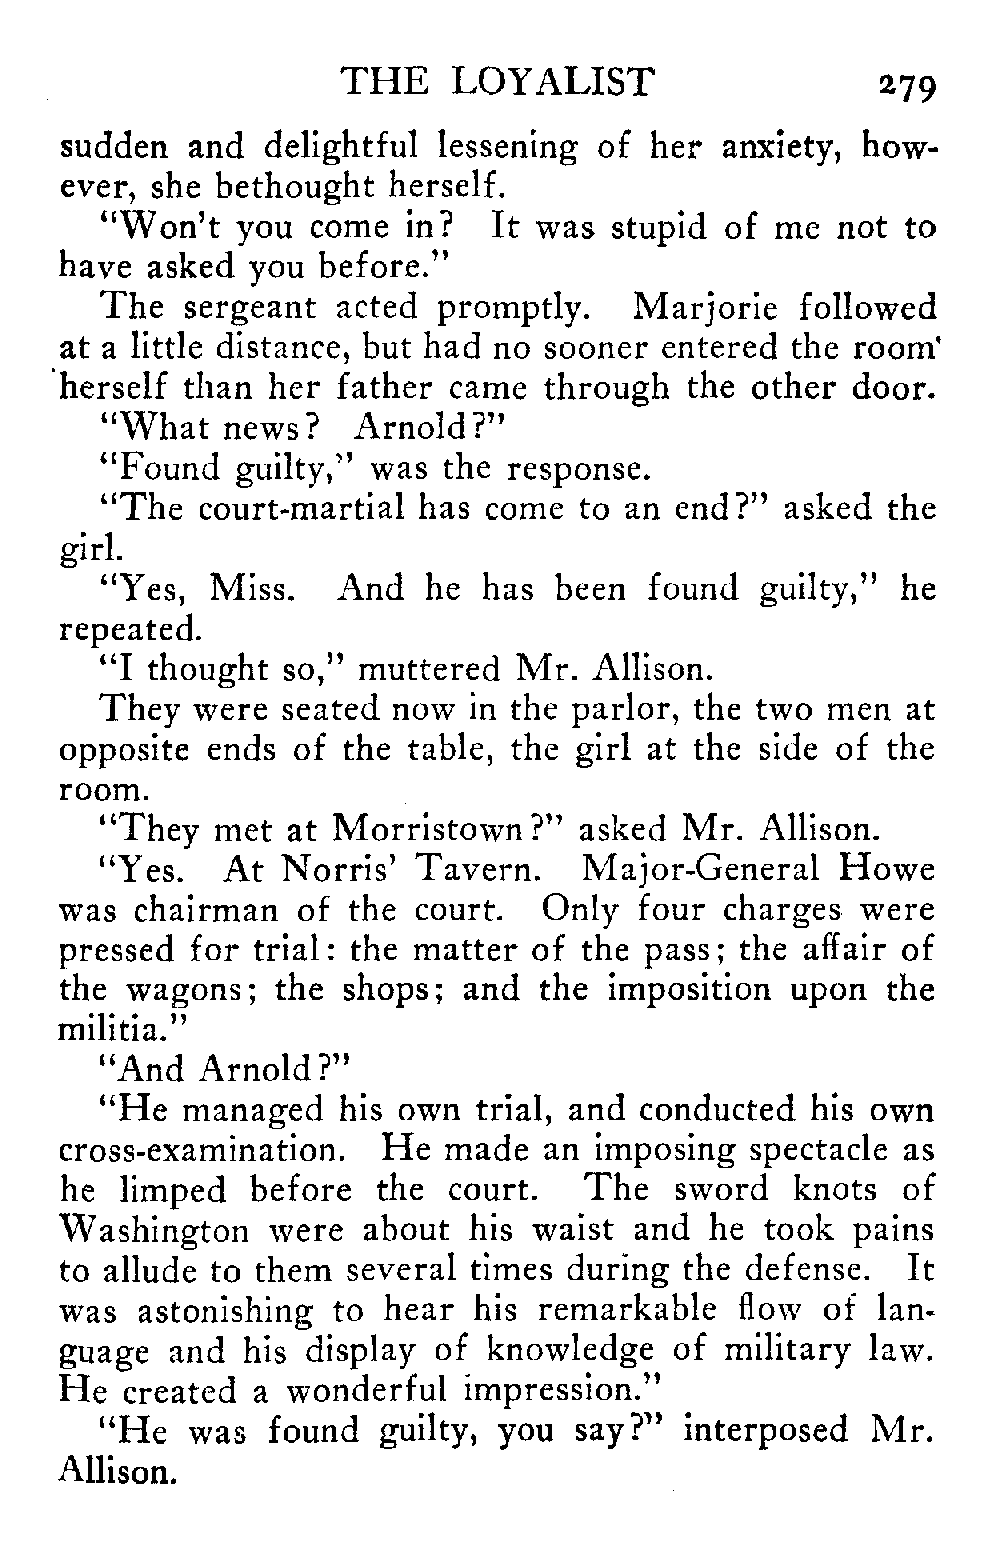 THE LOYALIST 279
sudden and delightful lessening of her anxiety, how-
ever, she bethought herself.
"Won't you come in? It was stupid of me not to
have asked you before."
The sergeant acted promptly. Marjorie followed
at a little distance, but had no sooner entered the room
herself than her father came through the other door.
"What news? Arnold?"
"Found guilty," was the response.
"The court-martial has come to an end?" asked the
girl.
"Yes, Miss. And he has been found guilty," he
repeated.
"I thought so," muttered Mr. Allison.
They were seated now in the parlor, the two men at
opposite ends of the table, the girl at the side of the
room.
"They met at Morristown?" asked Mr. Allison.
"Yes. At Norris' Tavern. Major-General Howe
was chairman of the court. Only four charges were
pressed for trial: the matter of the pass; the affair of
the wagons; the shops; and the imposition upon the
militia."
"And Arnold?"
"He managed his own trial, and conducted his own
cross-examination. He made an imposing spectacle as
he limped before the court. The sword knots of
Washington were about his waist and he took pains
to allude to them several times during the defense. It
was astonishing to hear his remarkable flow of lan-
guage and his display of knowledge of military law.
He created a wonderful impression."
"He was found guilty, you say?" interposed Mr.
Allison.